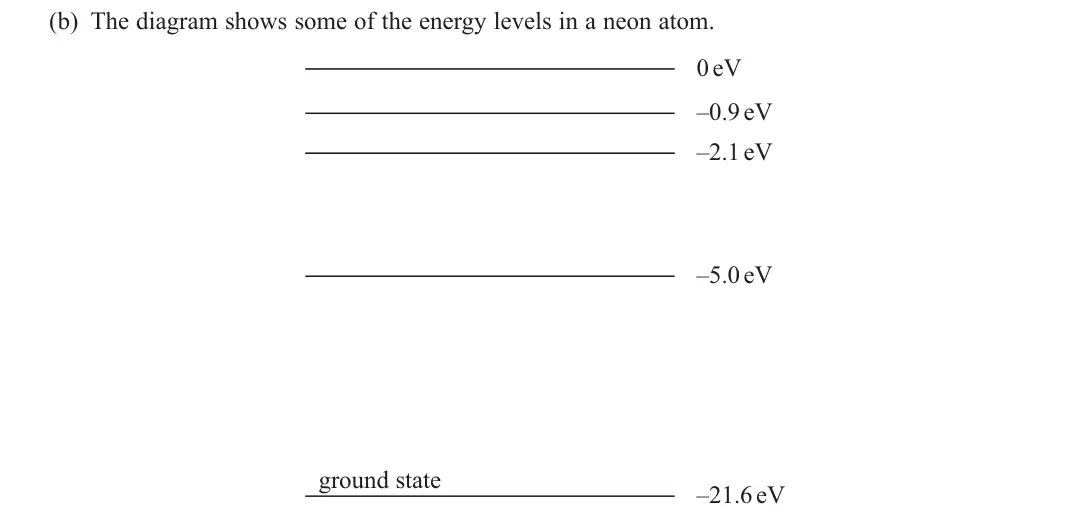 (b) The diagram shows some of the energy levels in a neon atom.
0 eV
–0.9 eV
–2.1 eV
–5.0 eV
ground state
–21.6 eV